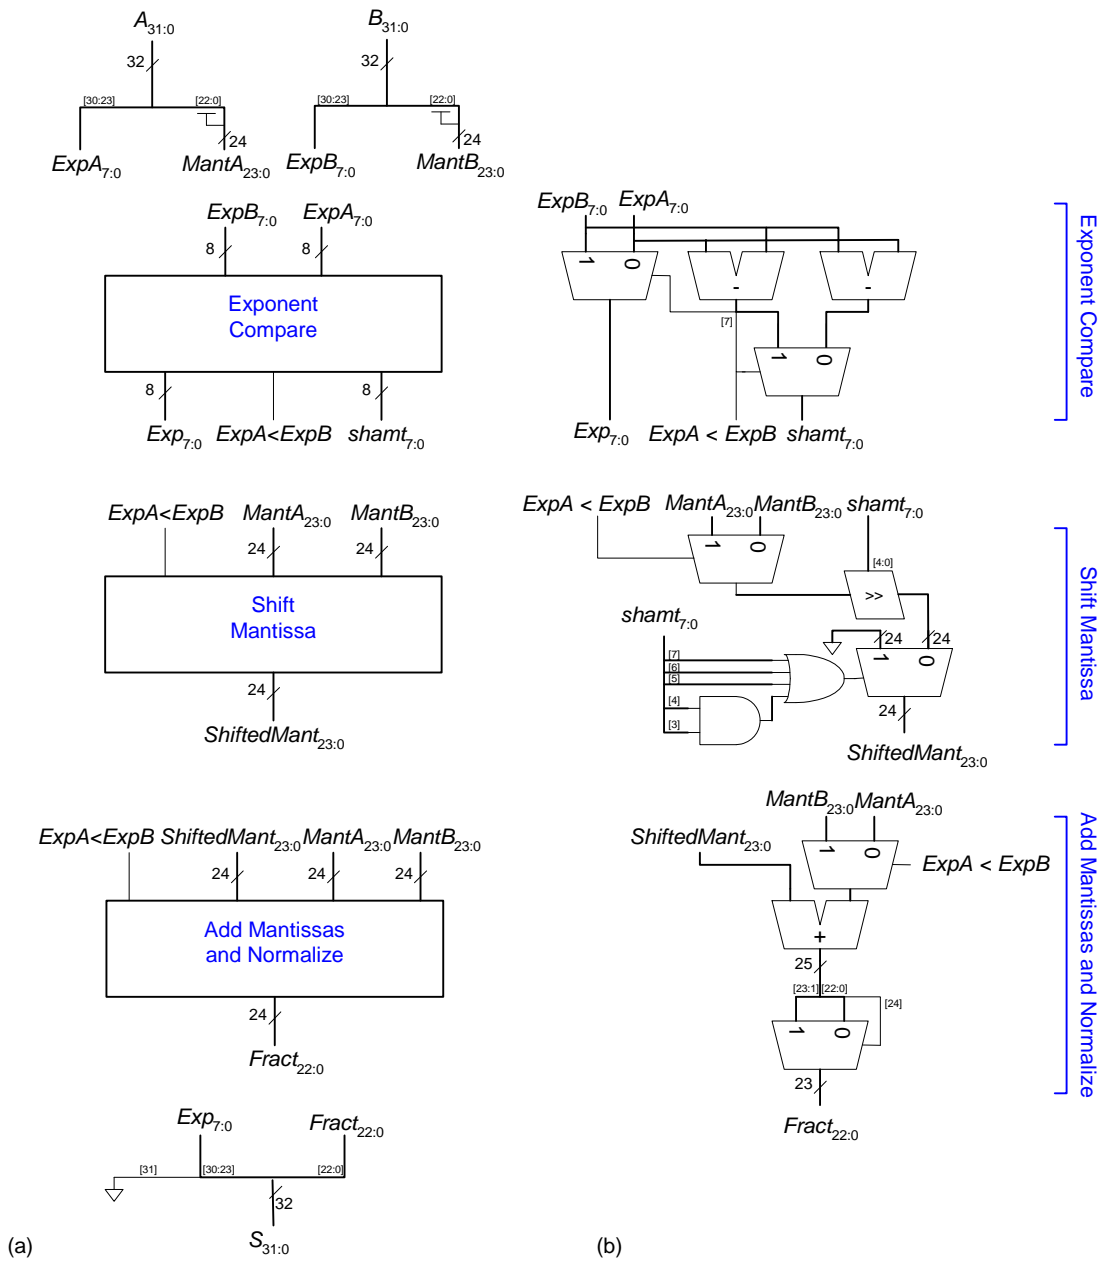 A31:0 B31:0
32 32
[30:23] [22:0] [30:23] [22:0]
24 24
ExpA7:0 MantA23:0 ExpB7:0 MantB23:0
ExpB7:0 ExpA7:0
8 8
Exponent
Compare
8 8
Exp7:0 ExpA<ExpB shamt7:0
ExpB7:0 ExpA7:0
1 0 - -
[7]
1 0
Exp7:0 ExpA < ExpB shamt7:0
Exponent Compare
ExpA<ExpB MantA23:0 MantB23:0
24 24
Shift
Mantissa
24
ShiftedMant23:0
ExpA < ExpB MantA23:0 MantB23:0 shamt7:0
1 0
[4:0]
>>
shamt7:0
24 24
[7]
[6]
[5]
[4]
[3]
1 0
24
ShiftedMant23:0
Shift Mantissa
ExpA<ExpB ShiftedMant23:0 MantA23:0 MantB23:0
24 24 24
Add Mantissas
and Normalize
24
Fract22:0
MantB23:0 MantA23:0
ShiftedMant23:0
1 0
ExpA < ExpB
+
25
[23:1] [22:0]
[24]
1 0
23
Fract22:0
Add Mantissas and Normalize
Exp7:0 Fract22:0
[31] [30:23] [22:0]
32
S31:0
(a) (b)